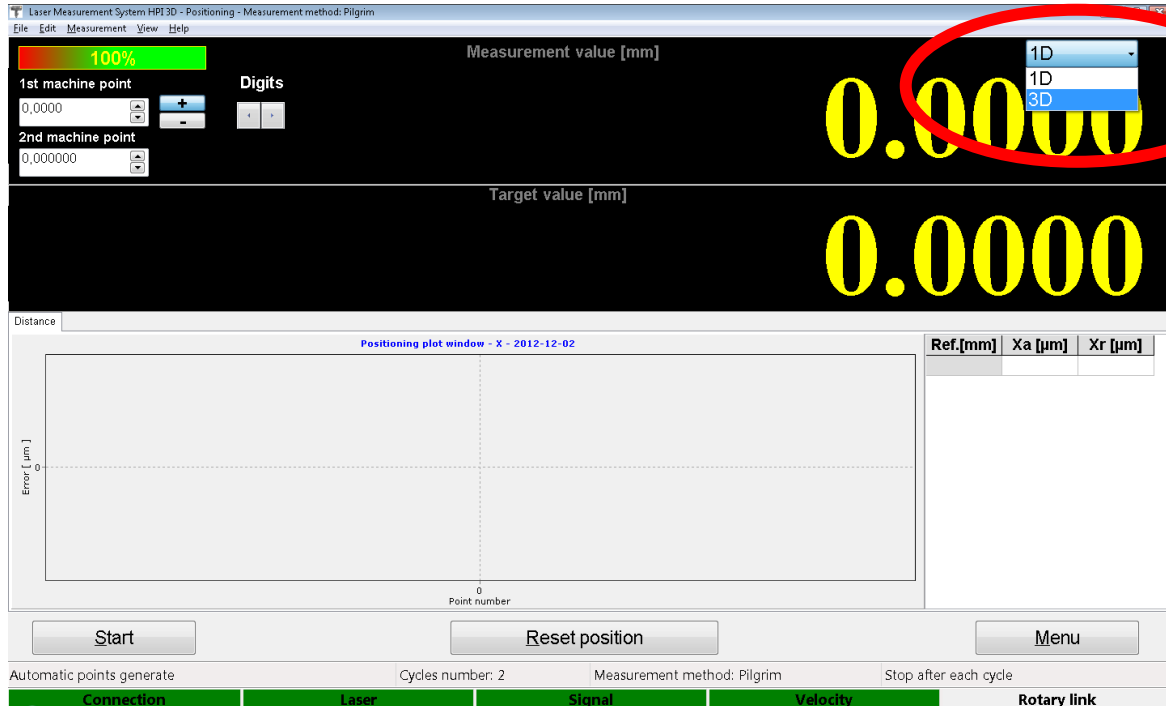 Laser Measurement System HPI 3D - Positioning - Measurement method: Pilgrim
File Edit Measurement View Help
100%
Measurement value [mm]
1D
1D
3D
1st machine point
Digits
0,0000
+
-
2nd machine point
0,000000
0.0000
Target value [mm]
0.0000
Distance
Positioning plot window - X - 2012-12-02
Ref.[mm] Xa [μm] Xr [μm]
Error [ μm ]
0
0
Point number
Start Reset position Menu
Automatic points generate Cycles number: 2 Measurement method: Pilgrim Stop after each cycle
Connection Laser Signal Velocity Rotary link